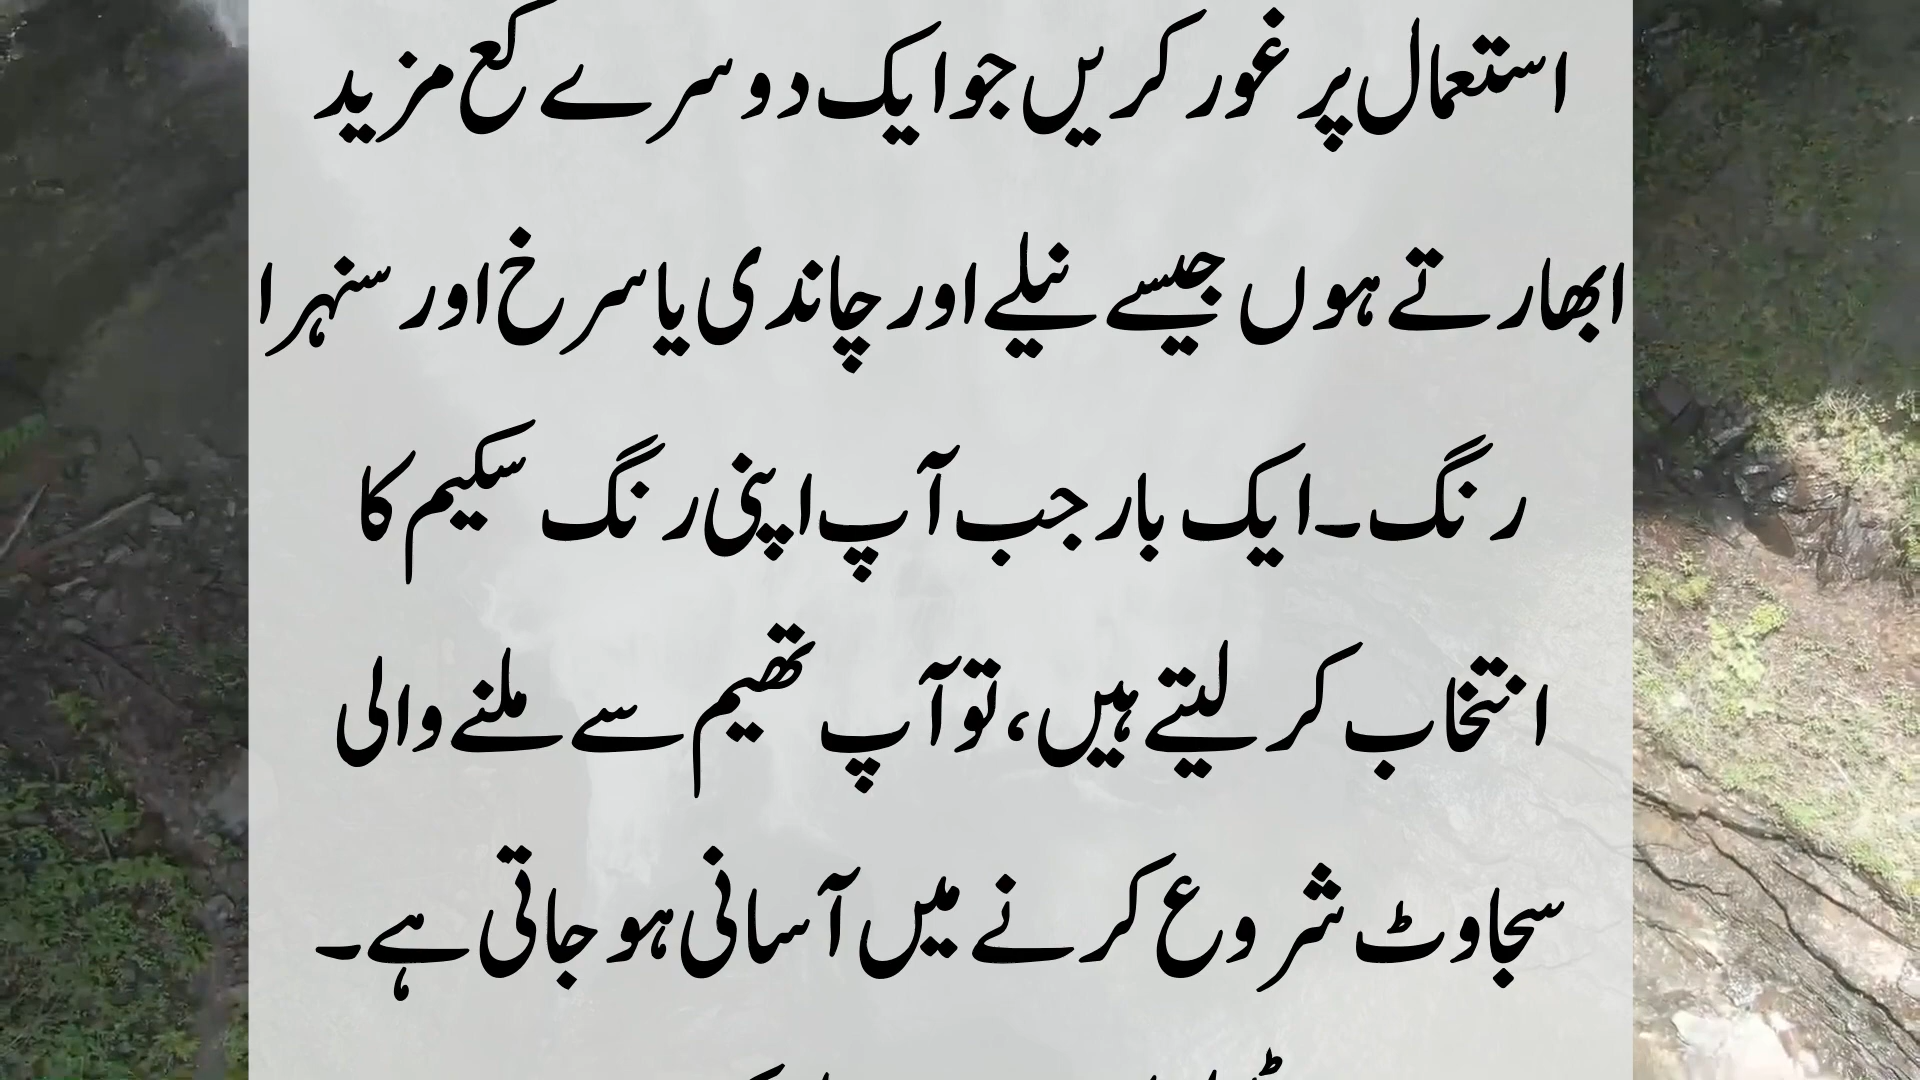 استعمال پر غور کریں جو ایک دوسرے کع مزید
ابھارتے ہوں جیسے نیلے اور چاندی یا سرخ اور سنہرا
رنگ۔ ایک بار جب آپ اپنی رنگ سکیم کا
انتخاب کر لیتے ہیں، تو آپ تھیم سے ملنے والی
سجاوٹ شروع کرنے میں آسانی ہو جاتی ہے۔